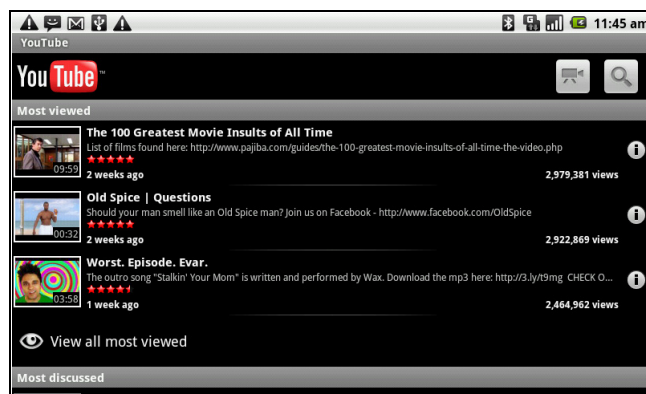 11:45 am
YouTube
YouTube™
Most viewed
The 100 Greatest Movie Insults of All Time
List of films found here: http://www.pajiba.com/guides/the-100-greatest-movie-insults-of-all-time-the-video.php
09:59
2 weeks ago 2,979,381 views
Old Spice | Questions
Should your man smell like an Old Spice man? Join us on Facebook - http://www.facebook.com/OldSpice
00:32
2 weeks ago 2,922,869 views
Worst. Episode. Evar.
The outro song "Stalkin' Your Mom" is written and performed by Wax. Download the mp3 here: http://3.ly/t9mg CHECK O...
03:58
1 week ago 2,464,962 views
View all most viewed
Most discussed